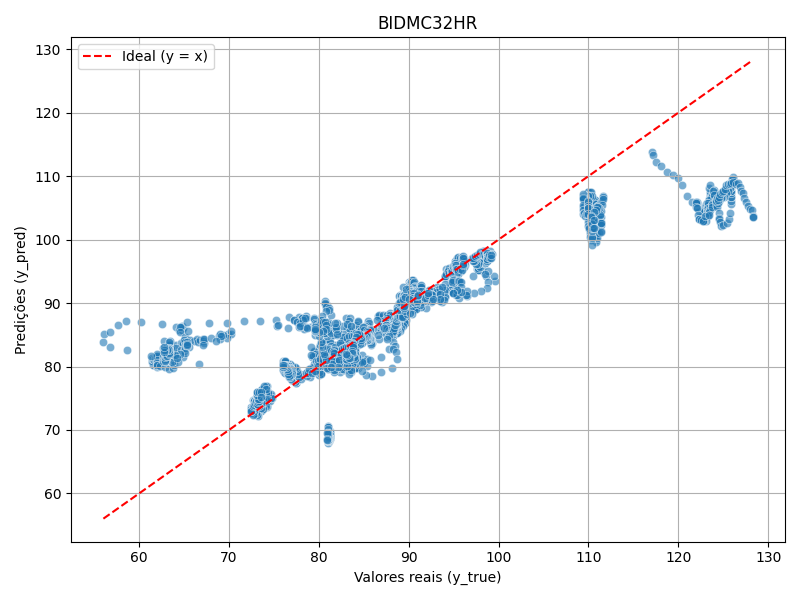 BIDMC32HR
Ideal (y = x)
130
120
110
100
90
80
70
60
Predições (y_pred)
60 70 80 90 100 110 120 130
Valores reais (y_true)